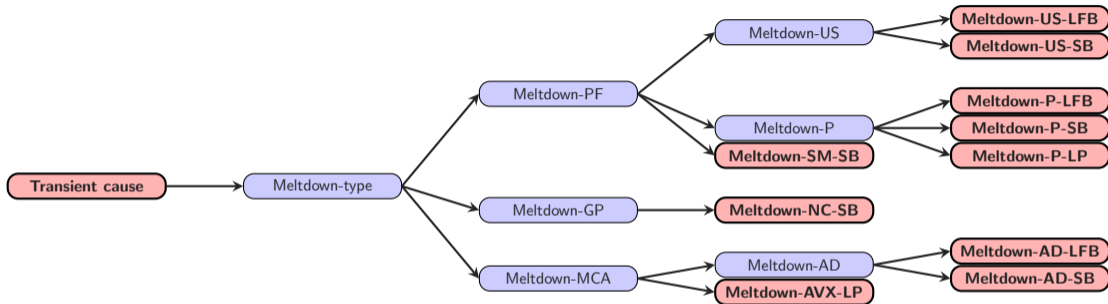 Meltdown-US-LFB
Meltdown-US
Meltdown-US-SB
Meltdown-PF
Meltdown-P-LFB
Meltdown-P
Meltdown-P-SB
Meltdown-SM-SB
Meltdown-P-LP
Transient cause
Meltdown-type
Meltdown-GP
Meltdown-NC-SB
Meltdown-AD-LFB
Meltdown-AD
Meltdown-MCA
Meltdown-AD-SB
Meltdown-AVX-LP